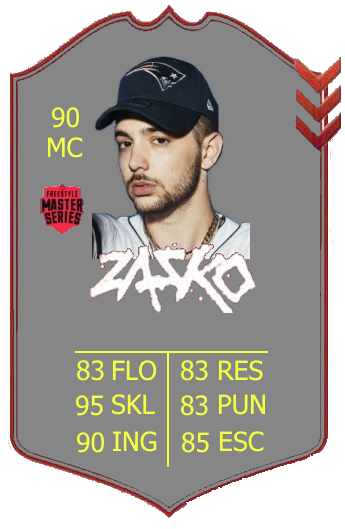 90
MC
FREESTYLE
MASTER
SERIES
ZASKO
83 FLO 83 RES
95 SKL 83 PUN
90 ING 85 ESC